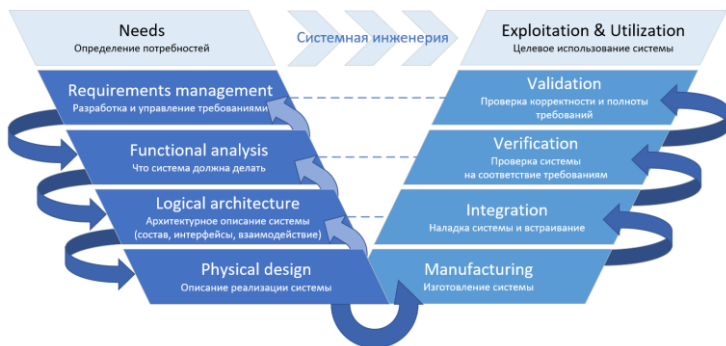 Needs
Определение потребностей
Системная инженерия
Exploitation & Utilization
Целевое использование системы
Requirements management
Разработка и управление требованиями
Validation
Проверка корректности и полноты
требований
Functional analysis
Что система должна делать
Verification
Проверка системы
на соответствие требованиям
Logical architecture
Архитектурное описание системы
(состав, интерфейсы, взаимодействие)
Integration
Наладка системы и встраивание
Physical design
Описание реализации системы
Manufacturing
Изготовление системы